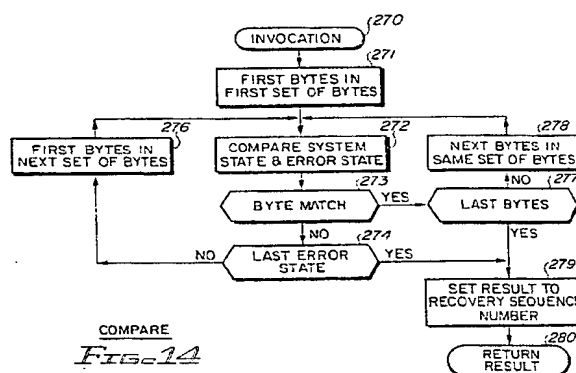 270
INVOCATION
271
FIRST BYTES IN
FIRST SET OF BYTES
276
FIRST BYTES IN
NEXT SET OF BYTES
272
COMPARE SYSTEM
STATE & ERROR STATE
278
NEXT BYTES IN
SAME SET OF BYTES
273
BYTE MATCH
YES
NO
277
LAST BYTES
NO
274
LAST ERROR
STATE
NO
YES
YES
279
SET RESULT TO
RECOVERY SEQUENCE
NUMBER
280
RETURN
RESULT
COMPARE
FIG. 14